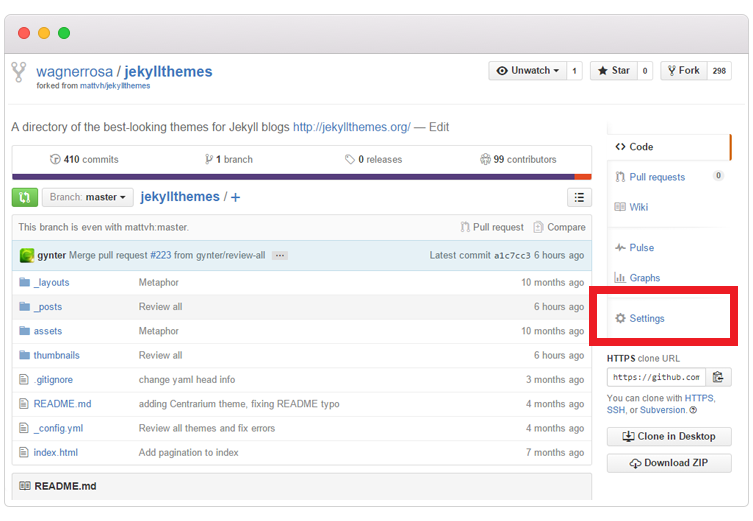 wagnerrosa / jekyllthemes
forked from mattvh/jekyllthemes
Unwatch 1 Star 0 Fork 298
A directory of the best-looking themes for Jekyll blogs http://jekyllthemes.org/ — Edit
410 commits 1 branch 0 releases 99 contributors
Branch: master jekyllthemes / +
This branch is even with mattvh:master. Pull request Compare
gynter Merge pull request #223 from gynter/review-all ... Latest commit a1c7cc3 6 hours ago
_layouts Metaphor 10 months ago
_posts Review all 6 hours ago
assets Metaphor 10 months ago
thumbnails Review all 6 hours ago
.gitignore change yaml head info 3 months ago
README.md adding Centrarium theme, fixing README typo 4 months ago
_config.yml Review all themes and fix errors 4 months ago
index.html Add pagination to index 7 months ago
README.md
Code
Pull requests 0
Wiki
Pulse
Graphs
Settings
HTTPS clone URL
https://github.com
You can clone with HTTPS,
SSH, or Subversion.
Clone in Desktop
Download ZIP